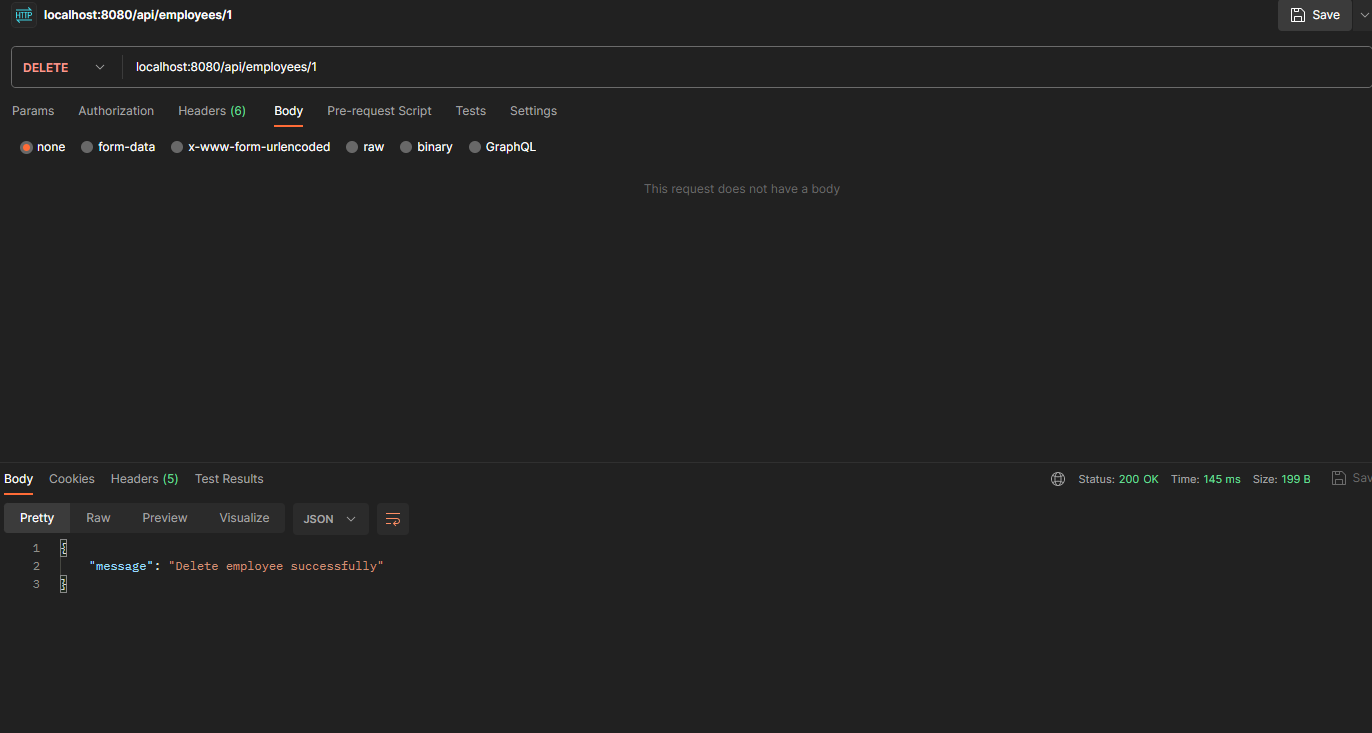 HTTP localhost:8080/api/employees/1 Save
DELETE localhost:8080/api/employees/1
Params Authorization Headers (6) Body Pre-request Script Tests Settings
none form-data x-www-form-urlencoded raw binary GraphQL
This request does not have a body
Body Cookies Headers (5) Test Results Status: 200 OK Time: 145 ms Size: 199 B Sav
Pretty Raw Preview Visualize JSON
1 {
2 "message": "Delete employee successfully"
3 }